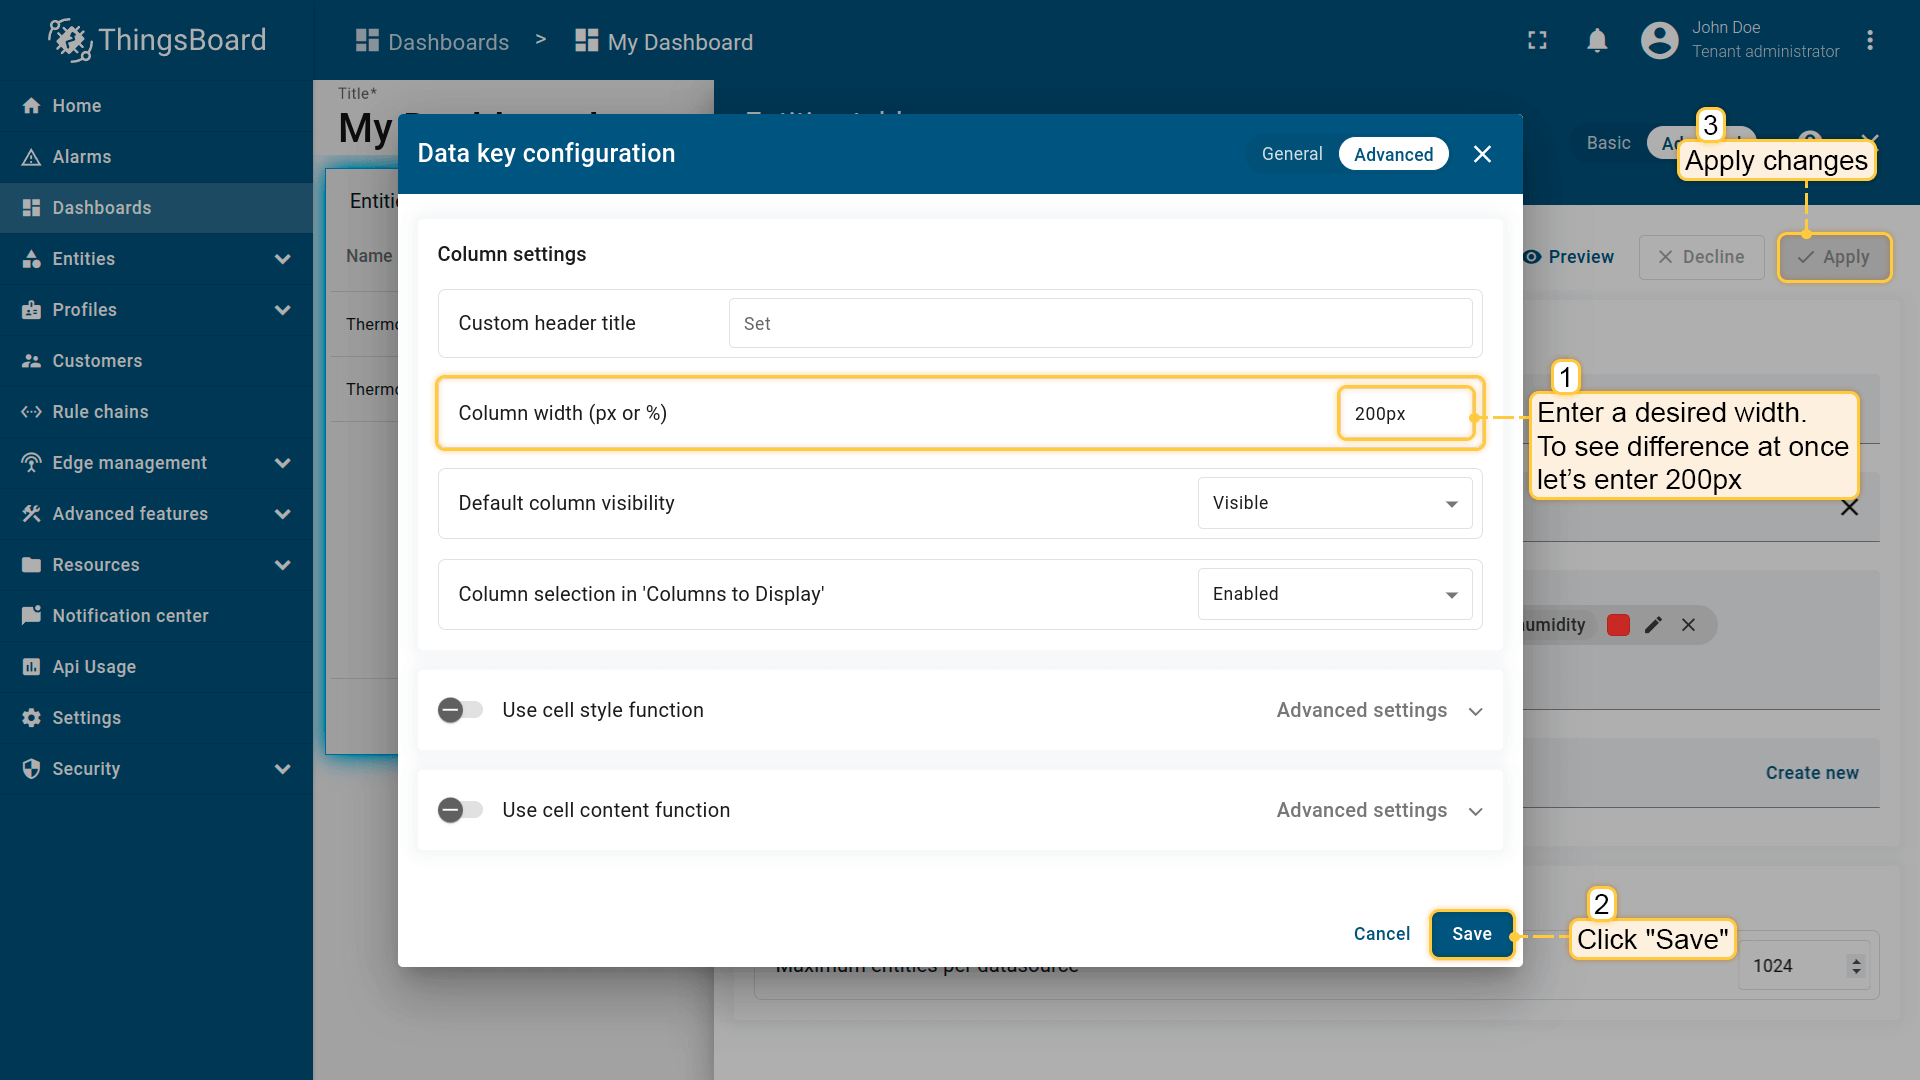 ThingsBoard
Dashboards > My Dashboard
John Doe
Tenant administrator
Home
Alarms
Dashboards
Entities
Profiles
Customers
Rule chains
Edge management
Advanced features
Resources
Notification center
Api Usage
Settings
Security
Title*
My
Name
Basic
3
Apply changes
Preview
Decline
Apply
Data key configuration
General
Advanced
Column settings
Custom header title
Set
Column width (px or %)
200px
1
Enter a desired width.
To see difference at once
let's enter 200px
Default column visibility
Visible
Column selection in 'Columns to Display'
Enabled
Use cell style function
Advanced settings
Use cell content function
Advanced settings
Create new
Cancel
Save
2
Click "Save"
Maximum entities per datasource
1024